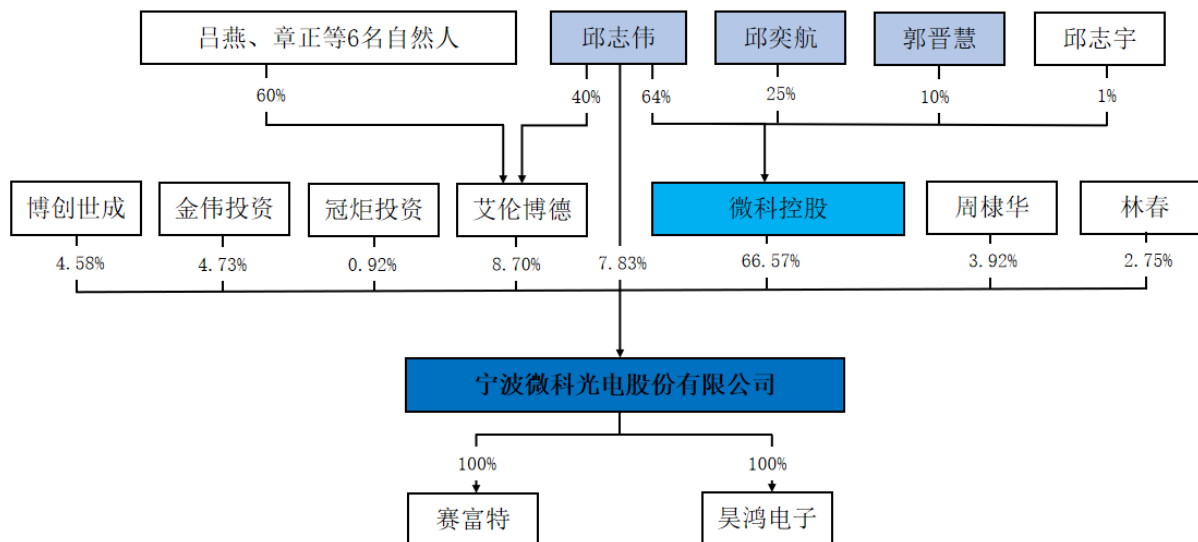 吕燕、章正等6名自然人
邱志伟
邱奕航
郭晋慧
邱志宇
60%
40%
64%
25%
10%
1%
博创世成
金伟投资
冠炬投资
艾伦博德
微科控股
周棣华
林春
4.58%
4.73%
0.92%
8.70%
7.83%
66.57%
3.92%
2.75%
宁波微科光电股份有限公司
100%
100%
赛富特
昊鸿电子